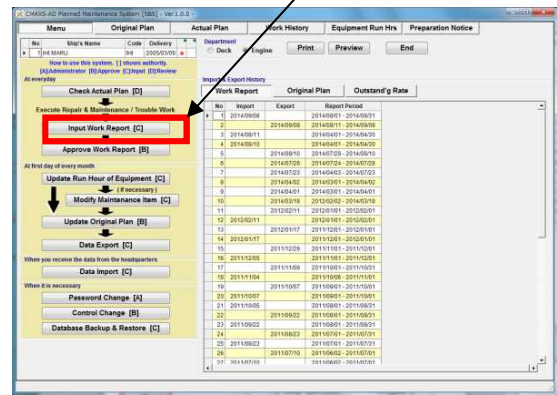 CMAXS-AD Planned Maintenance System [SBS] - Ver 1.0.0 -
Menu
Original Plan
Actual Plan
Work History
Equipment Run Hrs
Preparation Notice
No Ship's Name Code Delivery
1 IHI MARU IHI 2005/03/09
Department
Deck Engine
Print
Preview
End
How to use this system. [ ] shows authority.
[A]Administrator [B]Approve [C]Input [D]Review
At everyday
Check Actual Plan [D]
Execute Repair & Maintenance / Trouble Work
Input Work Report [C]
Approve Work Report [B]
At first day of every month
Update Run Hour of Equipment [C]
( If necessary )
Modify Maintenance Item [C]
Update Original Plan [B]
Data Export [C]
When you receive the data from the headquarters
Data Import [C]
When it is necessary
Password Change [A]
Control Change [B]
Database Backup & Restore [C]
Import & Export History
Work Report
Original Plan
Outstand'g Rate
No Import Export Report Period
1 2014/09/08 2014/08/01 - 2014/08/31
2 2014/09/08 2014/08/11 - 2014/09/08
3 2014/08/11 2014/04/01 - 2014/04/30
4 2014/08/10 2014/04/01 - 2014/04/30
5 2014/08/10 2014/07/29 - 2014/08/10
6 2014/07/28 2014/07/24 - 2014/07/28
7 2014/07/23 2014/04/03 - 2014/07/23
8 2014/04/02 2014/03/01 - 2014/04/02
9 2014/04/01 2014/03/01 - 2014/04/01
10 2014/03/18 2012/02/02 - 2014/03/18
11 2012/02/11 2012/01/01 - 2012/02/01
12 2012/02/11 2012/01/01 - 2012/02/01
13 2012/01/17 2011/12/01 - 2012/01/01
14 2012/01/17 2011/12/01 - 2012/01/01
15 2011/12/29 2011/11/01 - 2011/12/01
16 2011/12/05 2011/11/01 - 2011/12/01
17 2011/11/09 2011/10/01 - 2011/10/31
18 2011/11/04 2011/10/06 - 2011/11/01
19 2011/10/07 2011/09/01 - 2011/10/01
20 2011/10/07 2011/09/01 - 2011/10/01
21 2011/10/05 2011/08/01 - 2011/08/31
22 2011/09/22 2011/08/01 - 2011/08/31
23 2011/09/22 2011/08/01 - 2011/08/31
24 2011/08/23 2011/07/01 - 2011/07/31
25 2011/08/23 2011/07/01 - 2011/07/31
26 2011/07/10 2011/06/02 - 2011/07/01
27 2011/07/10 2011/06/02 - 2011/07/01